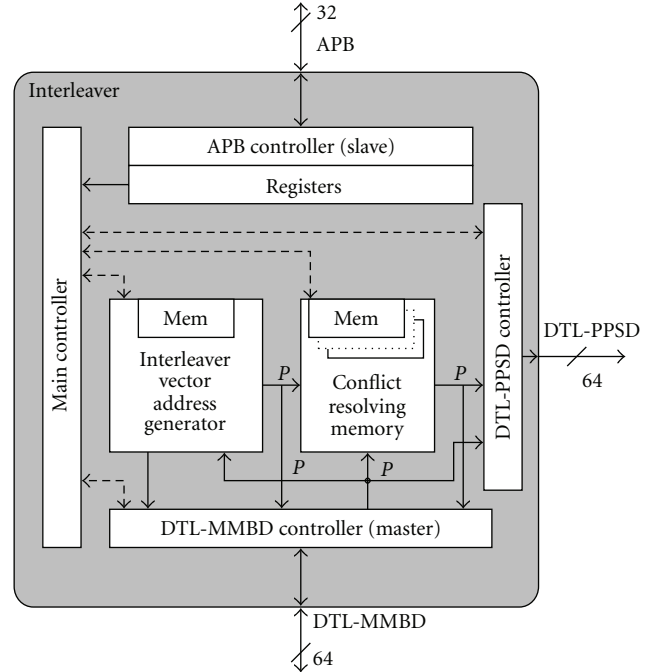 32
APB
Interleaver
APB controller (slave)
Registers
Main controller
Mem
Interleaver
vector
address
generator
P
Mem
Conflict
resolving
memory
P
DTL-PPSD controller
DTL-PPSD
64
P
P
DTL-MMBD controller (master)
DTL-MMBD
64